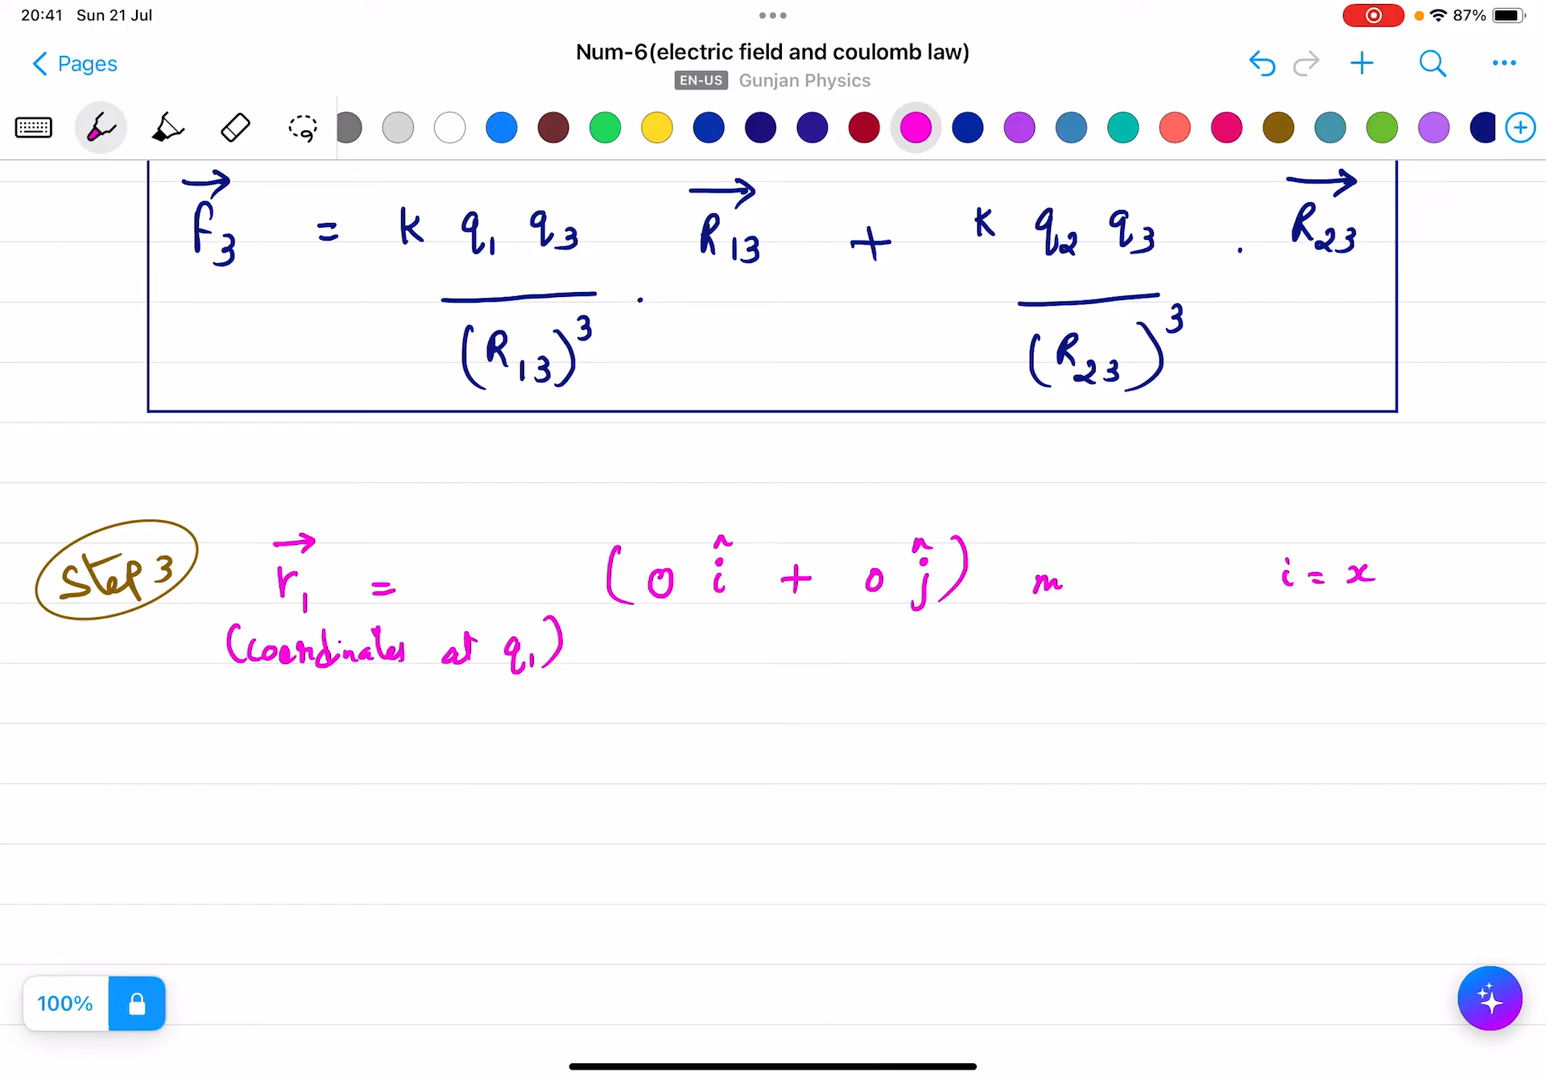 20:41 Sun 21 Jul
87%
Pages
Num-6(electric field and coulomb law)
EN-US Gunjan Physics
F₃ = k q₁ q₃ / (R₁₃)³ . R₁₃ + k q₂ q₃ / (R₂₃)³ . R₂₃
Step 3 r₁ = (0 î + 0 ĵ) m i = x
(coordinates at q₁)
100%